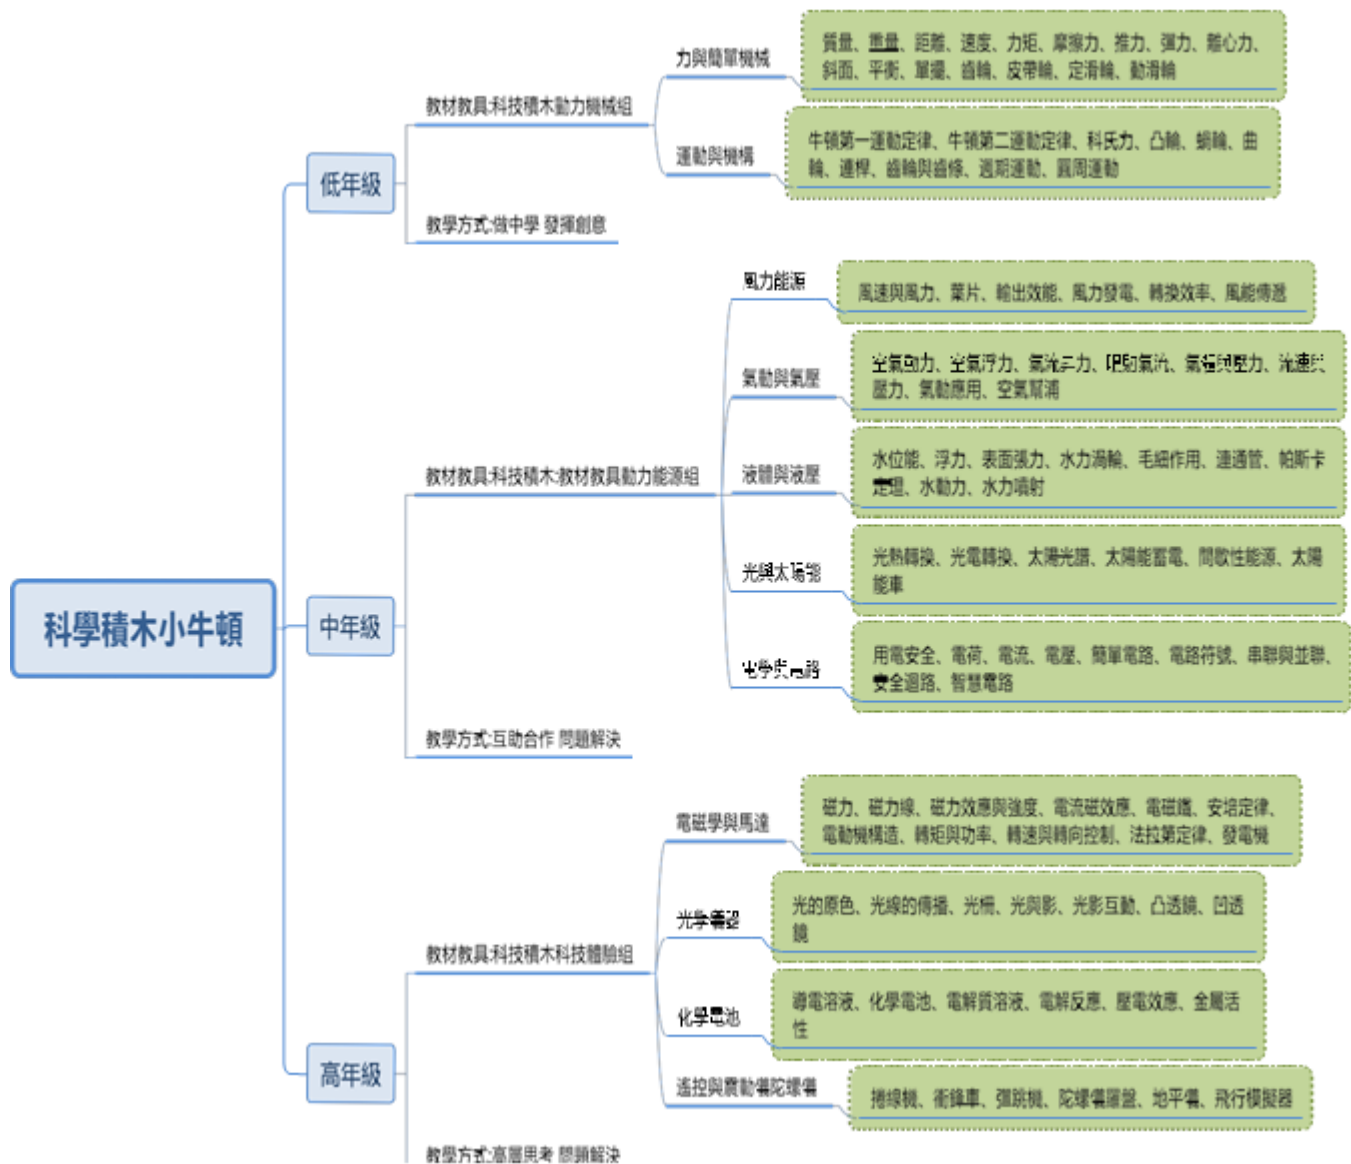 科學積木小牛頓
低年級
教材教具:科技積木動力機械組
力與簡單機械
質量、重量、距離、速度、力矩、摩擦力、推力、彈力、離心力、
斜面、平衡、單擺、齒輪、皮帶輪、定滑輪、動滑輪
運動與機構
牛頓第一運動定律、牛頓第二運動定律、科氏力、凸輪、蝸輪、曲
輪、連桿、齒輪與齒條、週期運動、圓周運動
教學方式:做中學 發揮創意
中年級
教材教具:科技積木:教材教具動力能源組
風力能源
風速與風力、葉片、輸出效能、風力發電、轉換效率、風能傳遞
氣動與氣壓
空氣動力、空氣浮力、氣流升力、吸動氣流、氣體與壓力、流速與
壓力、氣動應用、空氣幫浦
液體與液壓
水位能、浮力、表面張力、水力渦輪、毛細作用、連通管、帕斯卡
定理、水動力、水力噴射
光與太陽能
光熱轉換、光電轉換、太陽光譜、太陽能蓄電、間歇性能源、太陽
能車
電學與電路
用電安全、電荷、電流、電壓、簡單電路、電路符號、串聯與並聯、
安全迴路、智慧電路
教學方式:互助合作 問題解決
高年級
教材教具:科技積木科技體驗組
電磁學與馬達
磁力、磁力線、磁力效應與強度、電流磁效應、電磁鐵、安培定律、
電動機構造、轉矩與功率、轉速與轉向控制、法拉第定律、發電機
光學儀器
光的原色、光線的傳播、光柵、光與影、光影互動、凸透鏡、凹透
鏡
化學電池
導電溶液、化學電池、電解質溶液、電解反應、壓電效應、金屬活
性
遙控與震動儀陀螺儀
捲線機、衝鋒車、彈跳機、陀螺儀羅盤、地平儀、飛行模擬器
教學方式:高層思考 問題解決